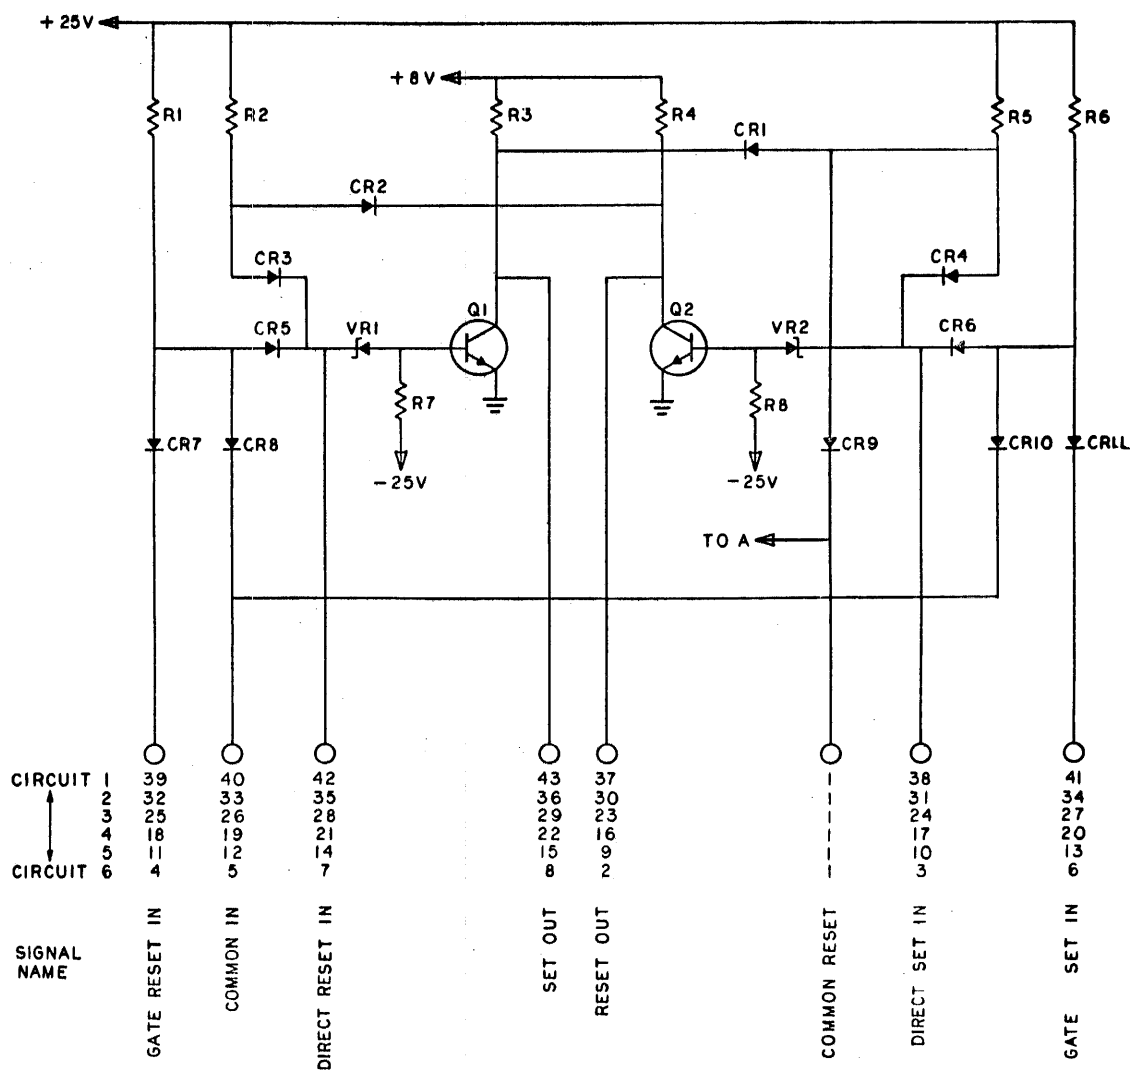 +25V
+8V
R1
R2
R3
R4
R5
R6
CR1
CR2
CR3
CR4
Q1
Q2
CR5
VR1
VR2
CR6
R7
R8
CR7
CR8
CR9
CR10
CR11
-25V
-25V
TO A
CIRCUIT 1 39 40 42 43 37 1 38 41
2 32 33 35 36 30 1 31 34
3 25 26 28 29 23 1 24 27
4 18 19 21 22 16 1 17 20
5 11 12 14 15 9 1 10 13
CIRCUIT 6 4 5 7 8 2 1 3 6
SIGNAL
NAME
GATE RESET IN
COMMON IN
DIRECT RESET IN
SET OUT
RESET OUT
COMMON RESET
DIRECT SET IN
GATE SET IN